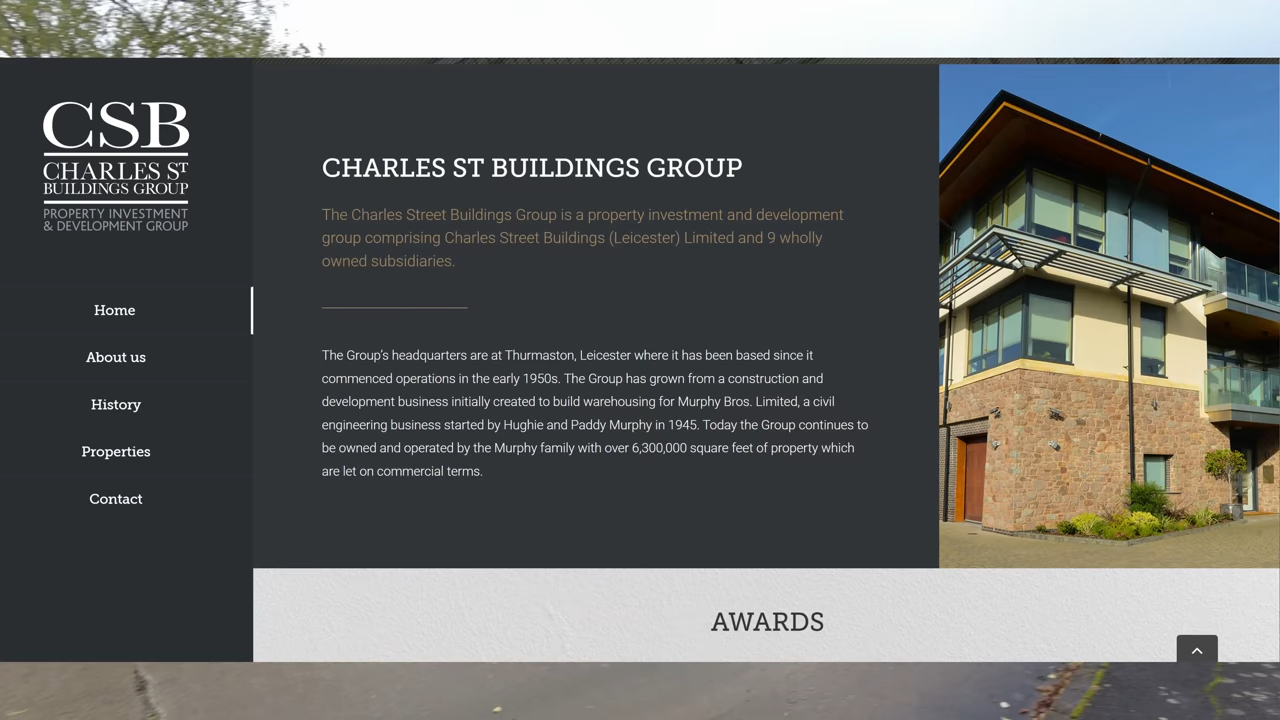 CSB
CHARLES ST
BUILDINGS GROUP
PROPERTY INVESTMENT
& DEVELOPMENT GROUP
Home
About us
History
Properties
Contact
CHARLES ST BUILDINGS GROUP
The Charles Street Buildings Group is a property investment and development
group comprising Charles Street Buildings (Leicester) Limited and 9 wholly
owned subsidiaries.
The Group's headquarters are at Thurmaston, Leicester where it has been based since it
commenced operations in the early 1950s. The Group has grown from a construction and
development business initially created to build warehousing for Murphy Bros. Limited, a civil
engineering business started by Hughie and Paddy Murphy in 1945. Today the Group continues to
be owned and operated by the Murphy family with over 6,300,000 square feet of property which
are let on commercial terms.
AWARDS